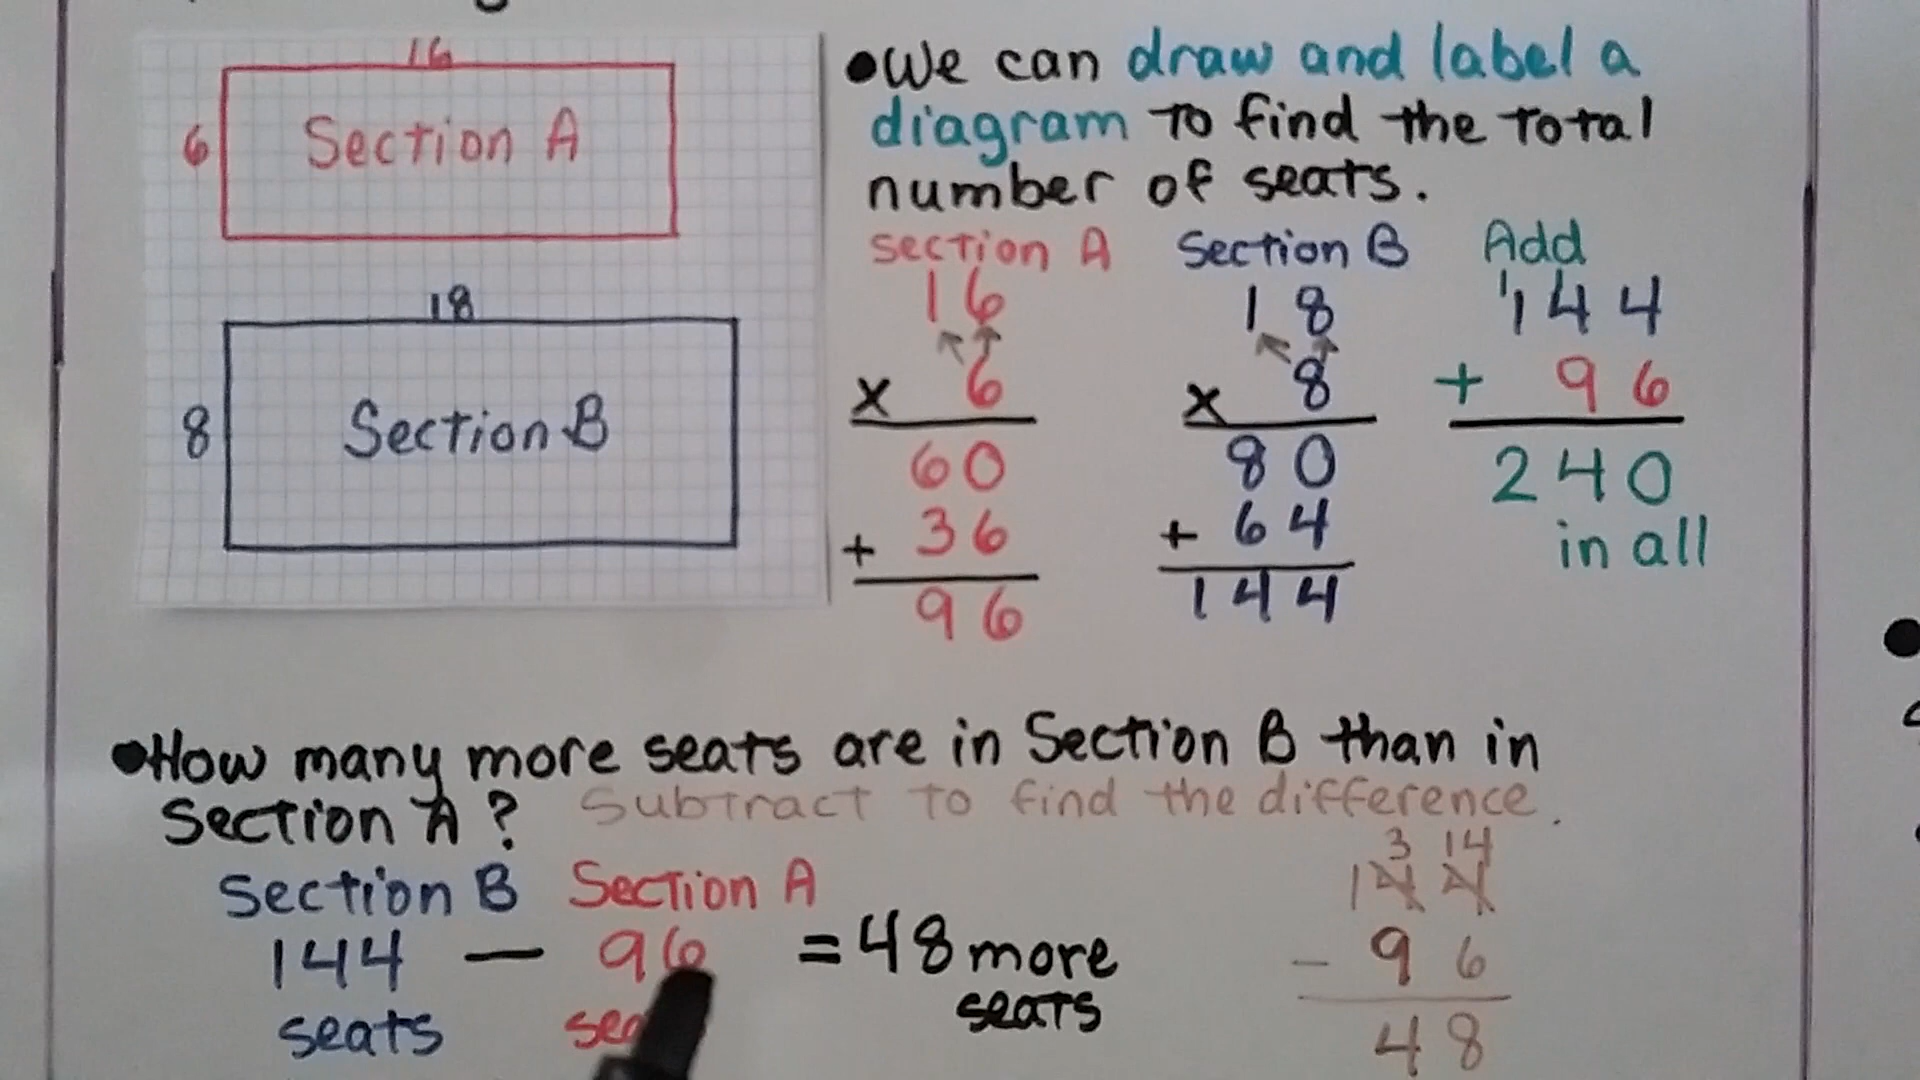 16
6 Section A
18
8 Section B
•We can draw and label a
diagram to find the total
number of seats.
Section A
16
x 6
60
+ 36
96
Section B
18
x 8
80
+ 64
144
Add
1
144
+ 96
240
in all
•How many more seats are in Section B than in
Section A? Subtract to find the difference.
Section B Section A
144 — 96 = 48 more
seats seats
3 14
144
- 96
48